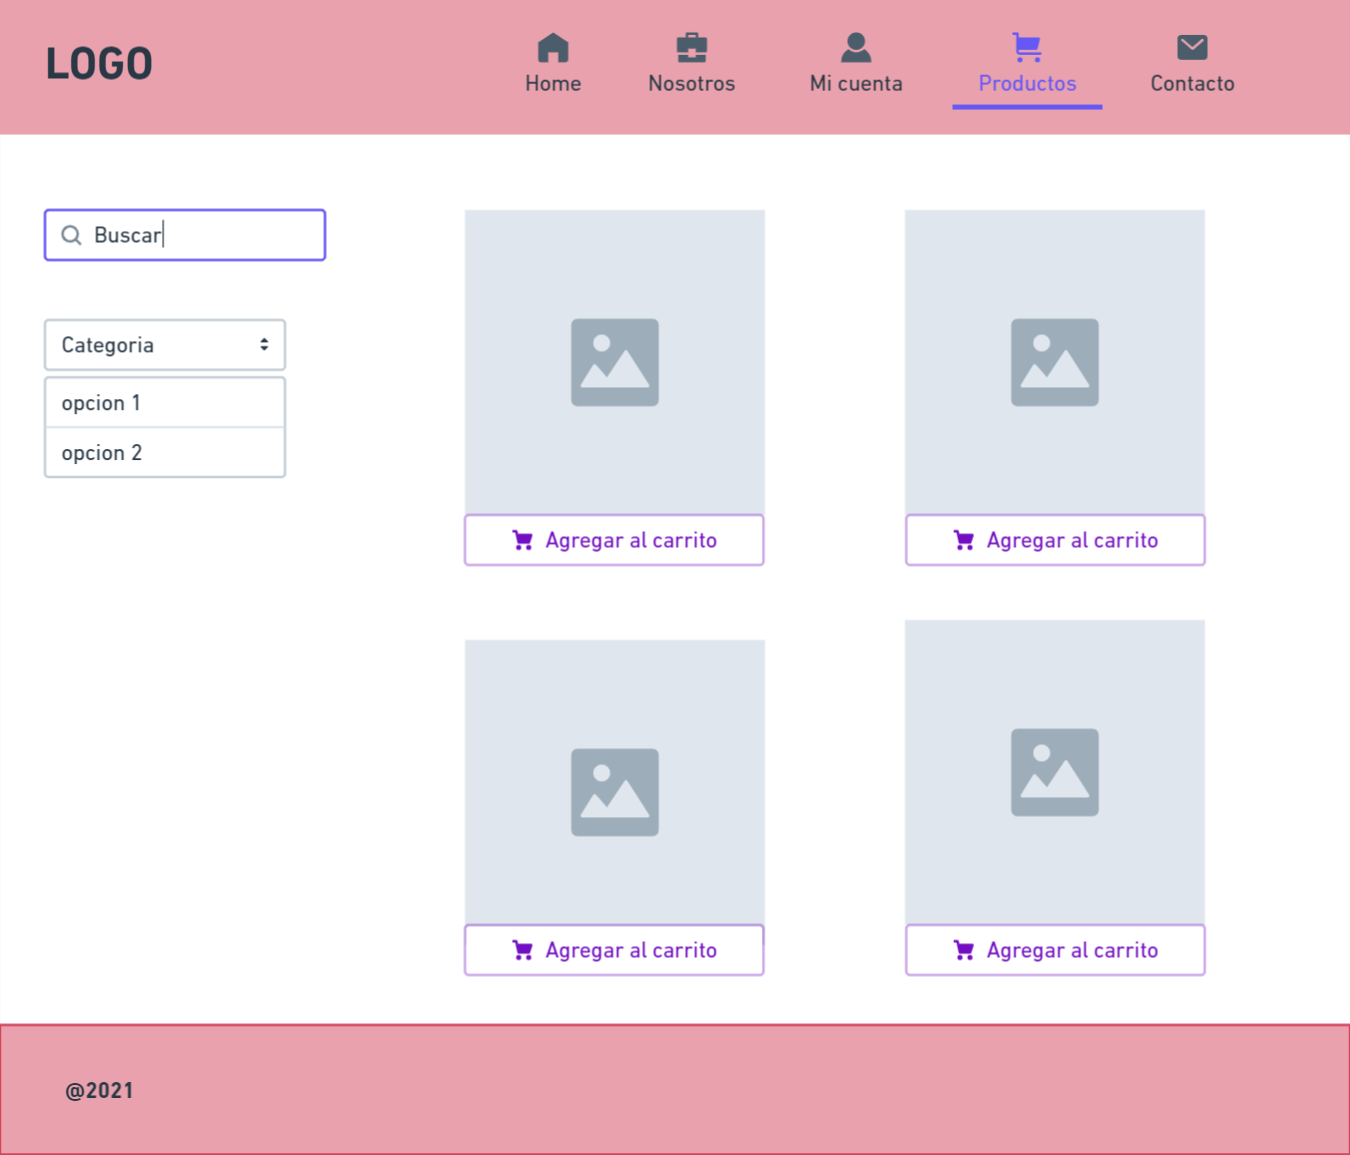 LOGO
Home
Nosotros
Mi cuenta
Productos
Contacto
Buscar
Categoria
opcion 1
opcion 2
Agregar al carrito
Agregar al carrito
Agregar al carrito
Agregar al carrito
@2021